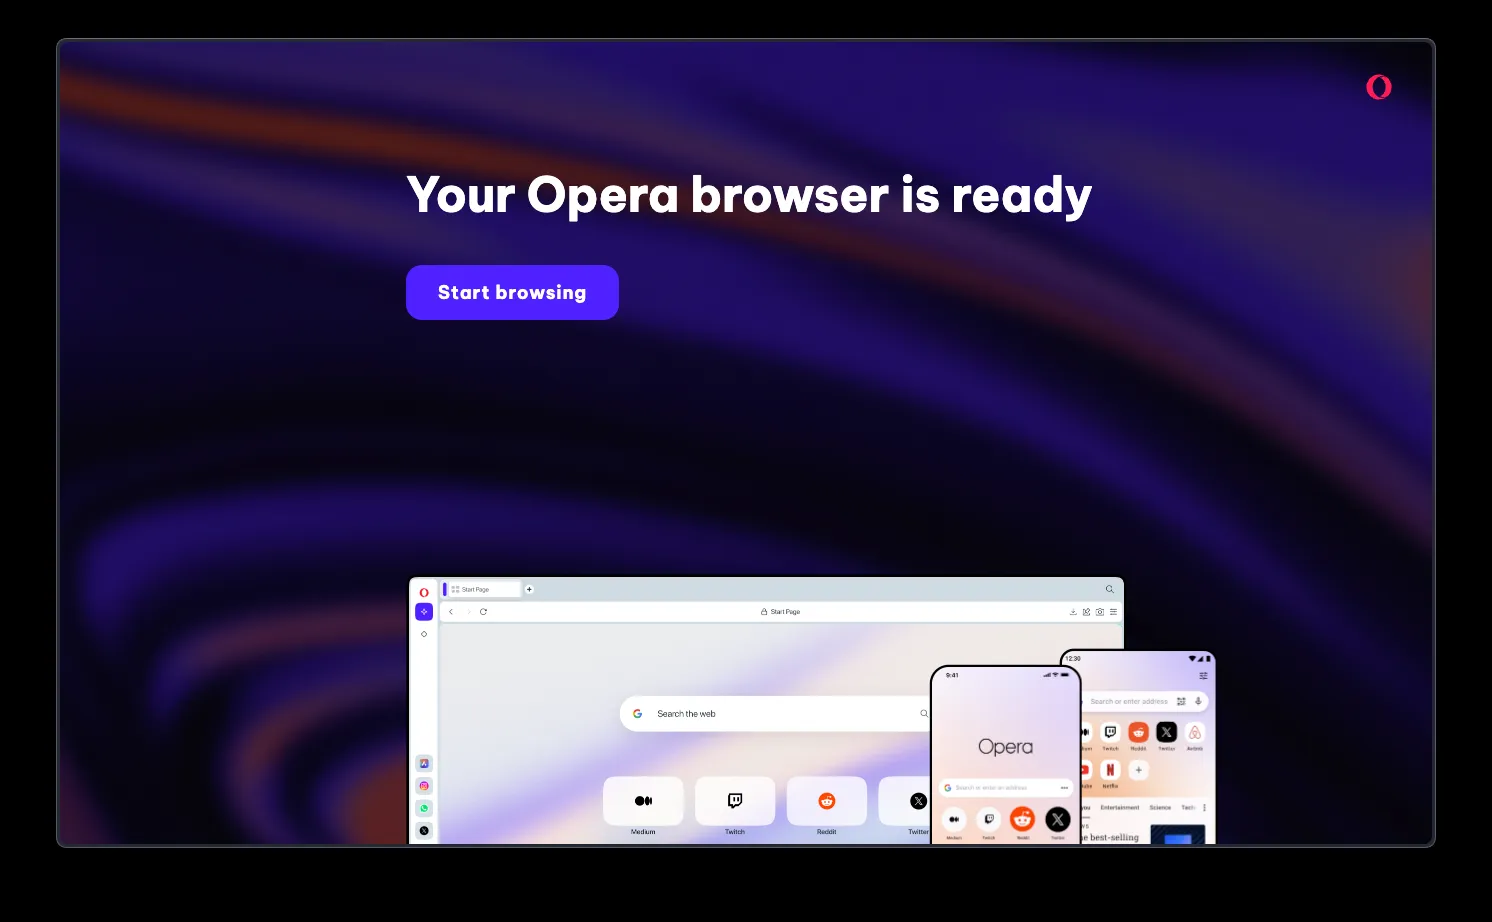 Your Opera browser is ready
Start browsing
Start Page
Start Page
Search the web
Medium
Twitch
Reddit
Twitter
9:41
Opera
Search or enter an address
Medium
Twitch
Reddit
Twitter
12:30
Search or enter address
Twitch
Reddit
Twitter
Airbnb
Netflix
you Entertainment Science Tech
best-selling